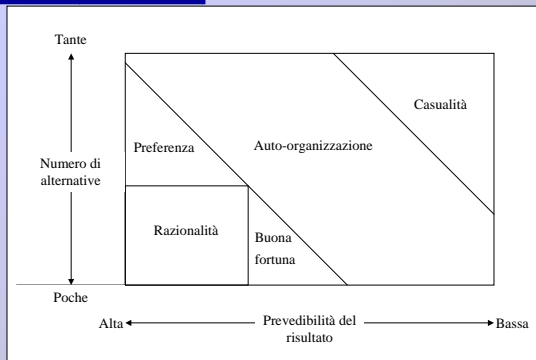 Tante
Casualità
Preferenza
Auto-organizzazione
Numero di
alternative
Razionalità
Buona
fortuna
Poche
Alta
Prevedibilità del
risultato
Bassa